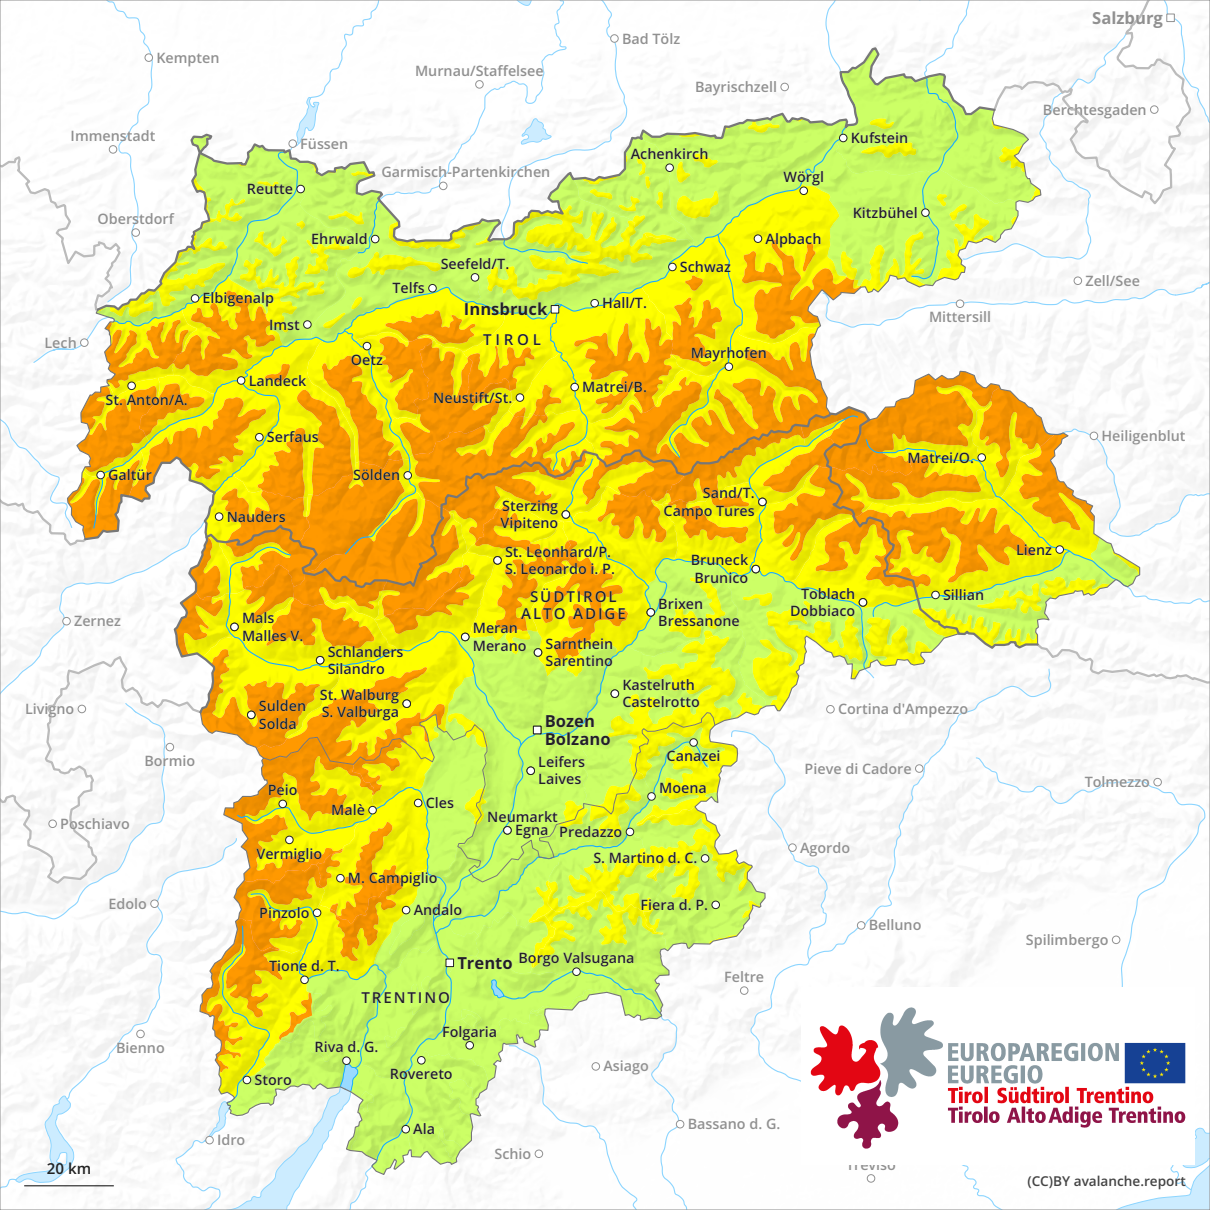 Salzburg
Bad Tölz
Kempten
Murnau/Staffelsee
Bayrischzell
Berchtesgaden
Immenstadt
Füssen
Kufstein
Achenkirch
Garmisch-Partenkirchen
Wörgl
Reutte
Oberstdorf
Kitzbühel
Ehrwald
Alpbach
Seefeld/T.
Schwaz
Zell/See
Telfs
Elbigenalp
Innsbruck
Hall/T.
Mittersill
Imst
Lech
TIROL
Oetz
Mayrhofen
Landeck
Matrei/B.
St. Anton/A.
Neustift/St.
Serfaus
Heiligenblut
Matrei/O.
Galtür
Sölden
Sand/T.
Campo Tures
Sterzing
Vipiteno
Nauders
Lienz
St. Leonhard/P.
S. Leonardo i. P.
Bruneck
Brunico
SÜDTIROL
ALTO ADIGE
Toblach
Dobbiaco
Sillian
Brixen
Bressanone
Zernez
Mals
Malles V.
Meran
Merano
Sarnthein
Sarentino
Schlanders
Silandro
Kastelruth
Castelrotto
St. Walburg
S. Valburga
Sulden
Solda
Livigno
Cortina d'Ampezzo
Bozen
Bolzano
Bormio
Canazei
Leifers
Laives
Pieve di Cadore
Tolmezzo
Peio
Moena
Malè
Cles
Neumarkt
Egna
Predazzo
Poschiavo
Vermiglio
Agordo
S. Martino d. C.
M. Campiglio
Edolo
Pinzolo
Andalo
Fiera d. P.
Belluno
Spilimbergo
Tione d. T.
Trento
Borgo Valsugana
Feltre
TRENTINO
Bienno
Riva d. G.
Folgaria
Rovereto
Asiago
Storo
EUROPAREGION
EUREGIO
Tirol Südtirol Trentino
Tirolo Alto Adige Trentino
Ala
Bassano d. G.
Idro
Schio
Treviso
20 km
(CC)BY avalanche.report